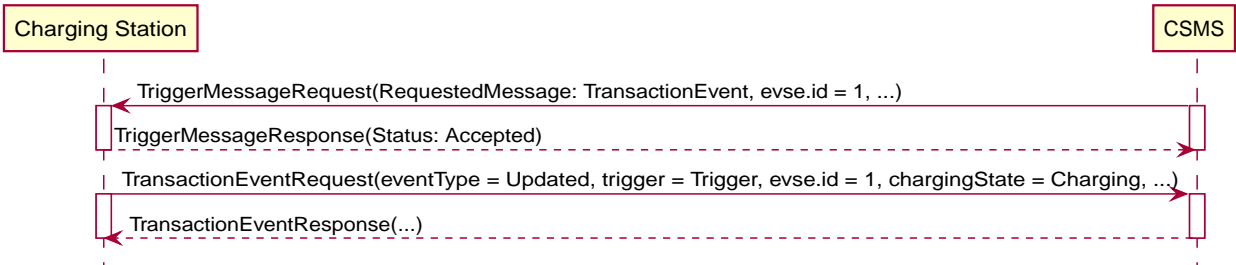 Charging Station
CSMS
TriggerMessageRequest(RequestedMessage: TransactionEvent, evse.id = 1, ...)
TriggerMessageResponse(Status: Accepted)
TransactionEventRequest(eventType = Updated, trigger = Trigger, evse.id = 1, chargingState = Charging, ...)
TransactionEventResponse(...)